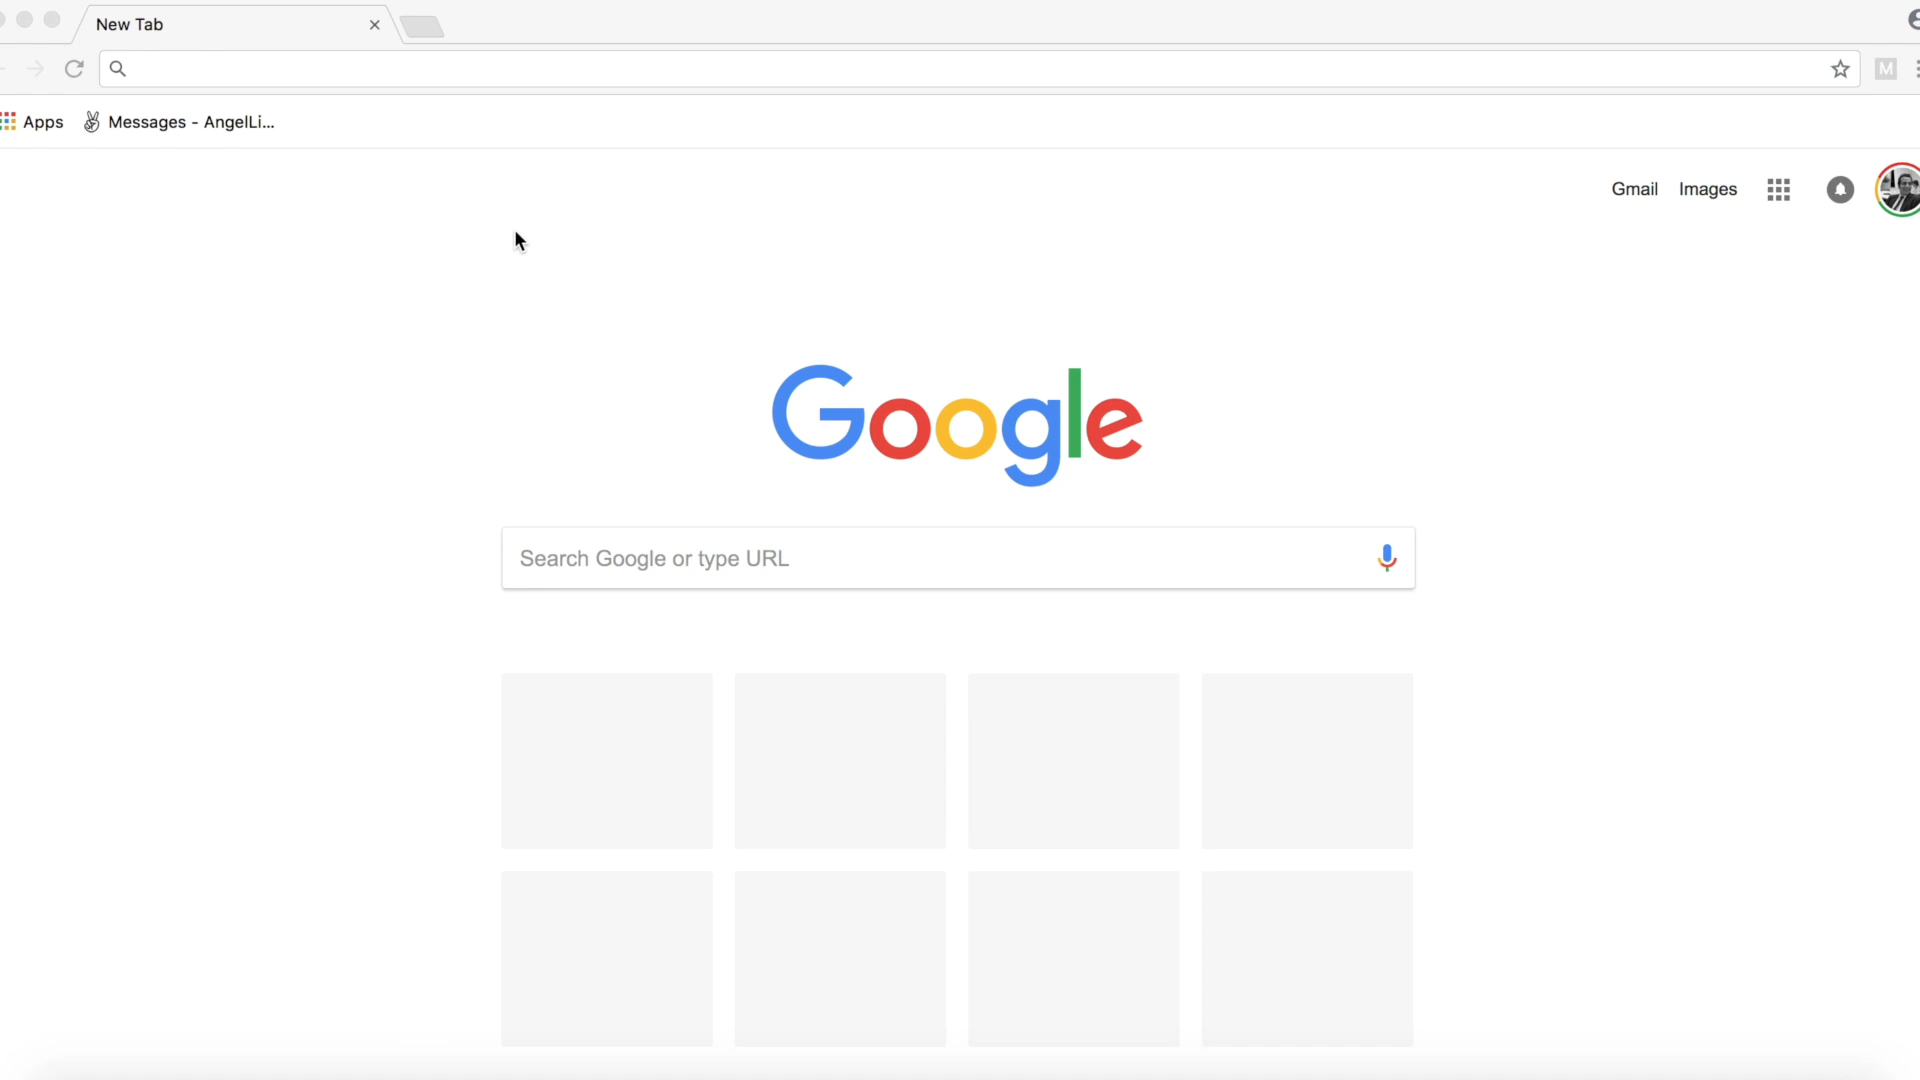 New Tab
M
Apps
Messages - AngelLi...
Gmail
Images
Google
Search Google or type URL